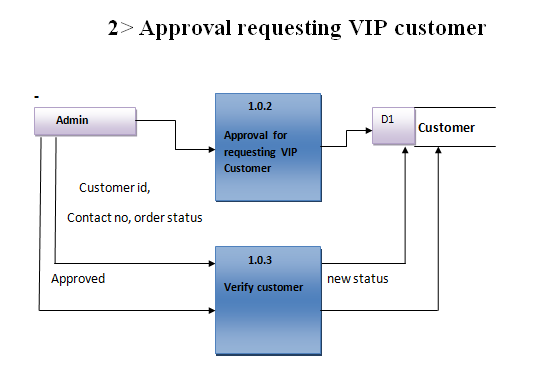 2> Approval requesting VIP customer
-
Admin
1.0.2
Approval for
requesting VIP
Customer
D1
Customer
Customer id,
Contact no, order status
1.0.3
Verify customer
Approved
new status